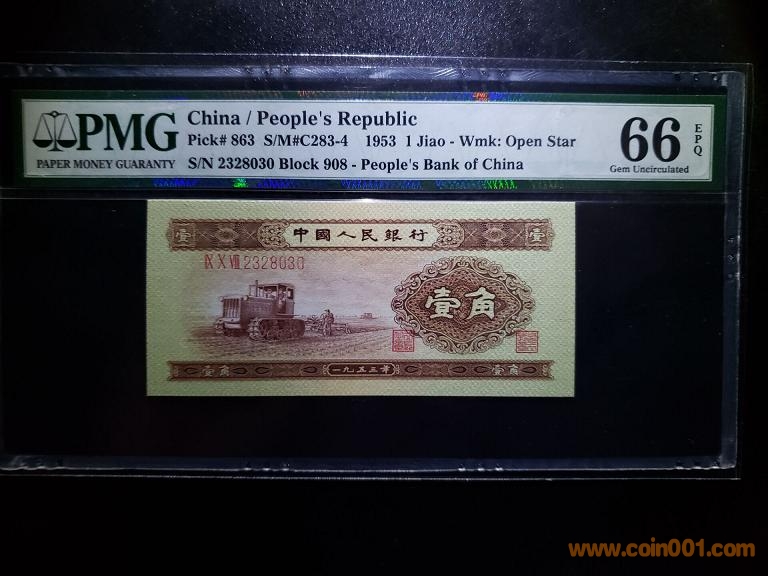 PMG
PAPER MONEY GUARANTY
China / People's Republic
Pick# 863 S/M#C283-4 1953 1 Jiao - Wmk: Open Star
S/N 2328030 Block 908 - People's Bank of China
66 EPQ
Gem Uncirculated
壹 中國人民銀行 壹
IX X VIII 2328030
壹角
壹角 一九五三年 壹角
www.coin001.com